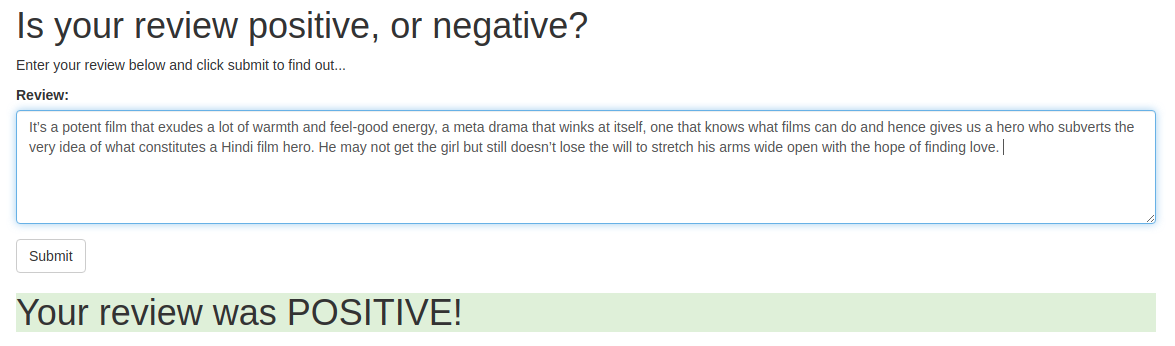 Is your review positive, or negative?
Enter your review below and click submit to find out...
Review:
It’s a potent film that exudes a lot of warmth and feel-good energy, a meta drama that winks at itself, one that knows what films can do and hence gives us a hero who subverts the
very idea of what constitutes a Hindi film hero. He may not get the girl but still doesn’t lose the will to stretch his arms wide open with the hope of finding love.
Submit
Your review was POSITIVE!